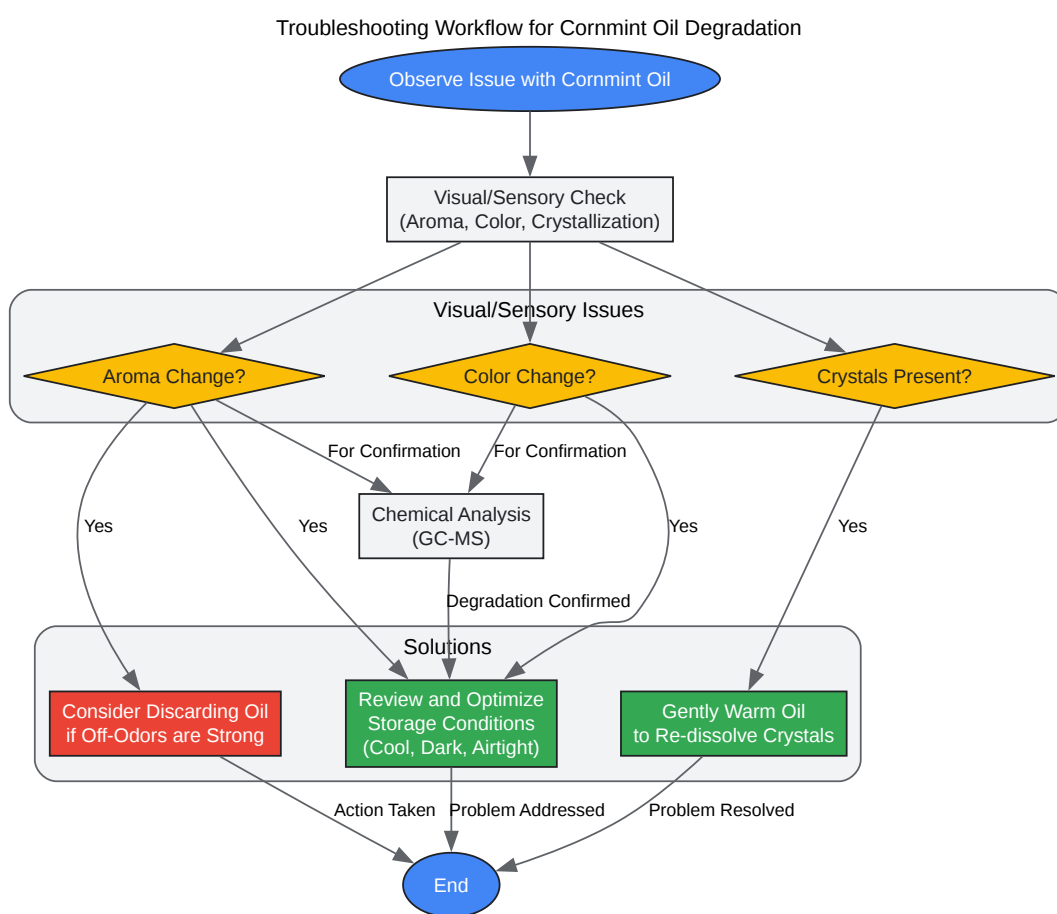 Troubleshooting Workflow for Cornmint Oil Degradation
Observe Issue with Cornmint Oil
Visual/Sensory Check
(Aroma, Color, Crystallization)
Visual/Sensory Issues
Aroma Change?
Color Change?
Crystals Present?
For Confirmation
For Confirmation
Chemical Analysis
(GC-MS)
Yes
Yes
Yes
Yes
Degradation Confirmed
Solutions
Consider Discarding Oil
if Off-Odors are Strong
Review and Optimize
Storage Conditions
(Cool, Dark, Airtight)
Gently Warm Oil
to Re-dissolve Crystals
Action Taken
Problem Addressed
Problem Resolved
End